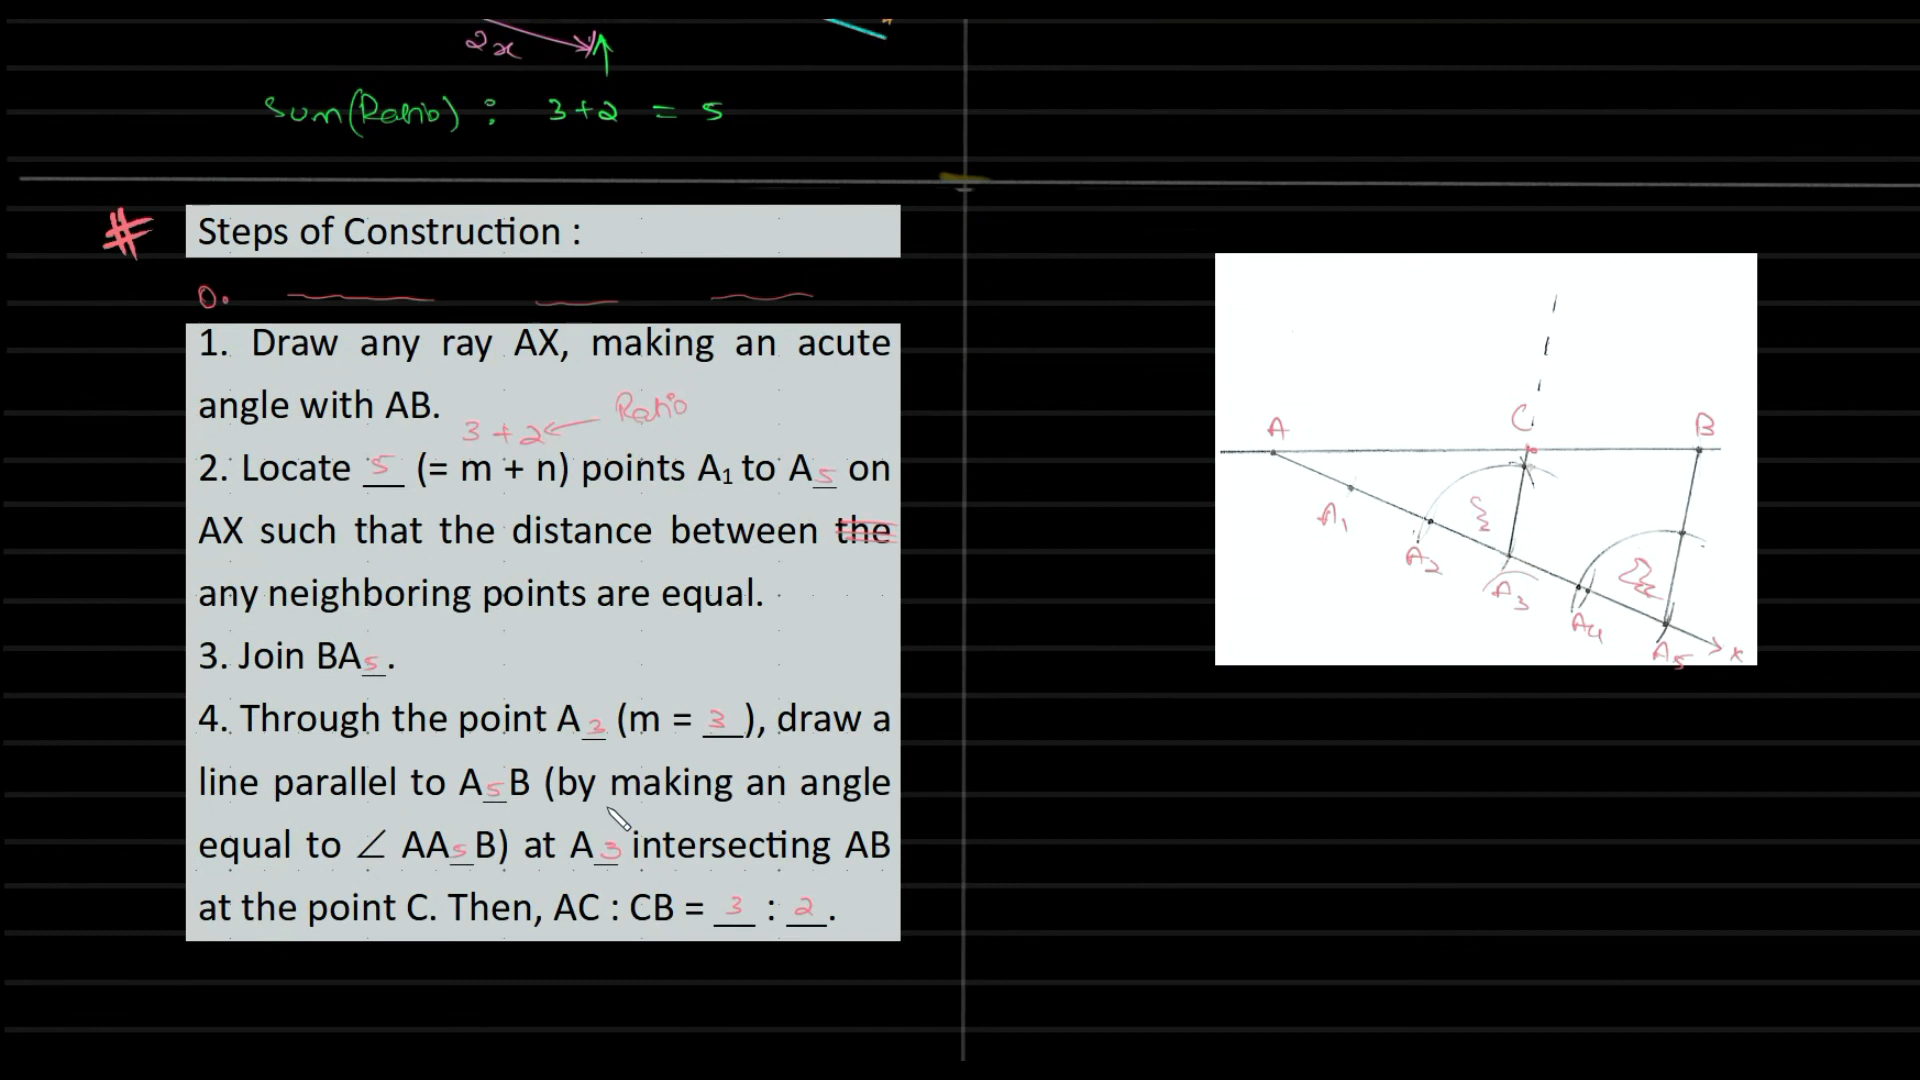 2x
Sum(Ratio) : 3+2 = 5
# Steps of Construction :
0.
1. Draw any ray AX, making an acute
angle with AB.
3 + 2 ← Ratio
2. Locate 5 (= m + n) points A₁ to A5 on
AX such that the distance between the
any neighboring points are equal.
3. Join BA5.
4. Through the point A3 (m = 3), draw a
line parallel to A5B (by making an angle
equal to ∠ AA5B) at A3 intersecting AB
at the point C. Then, AC : CB = 3 : 2.
A C B
A1
A2
A3
A4
A5 x